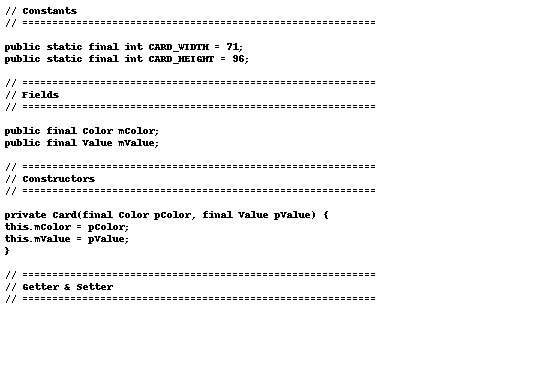 // Constants
// ===========================================================
public static final int CARD_WIDTH = 71;
public static final int CARD_HEIGHT = 96;
// ===========================================================
// Fields
// ===========================================================
public final Color mColor;
public final Value mValue;
// ===========================================================
// Constructors
// ===========================================================
private Card(final Color pColor, final Value pValue) {
this.mColor = pColor;
this.mValue = pValue;
}
// ===========================================================
// Getter & Setter
// ===========================================================